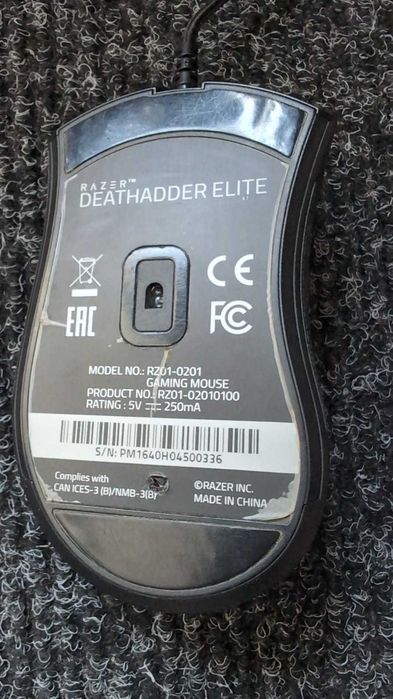 RAZER™
DEATHADDER ELITE
CE
EAC
FC
MODEL NO.: RZ01-0201
GAMING MOUSE
PRODUCT NO.: RZ01-02010100
RATING : 5V ⎓ 250mA
S/N: PM1640H04500336
Complies with
CAN ICES-3 (B)/NMB-3(B)
©RAZER INC.
MADE IN CHINA